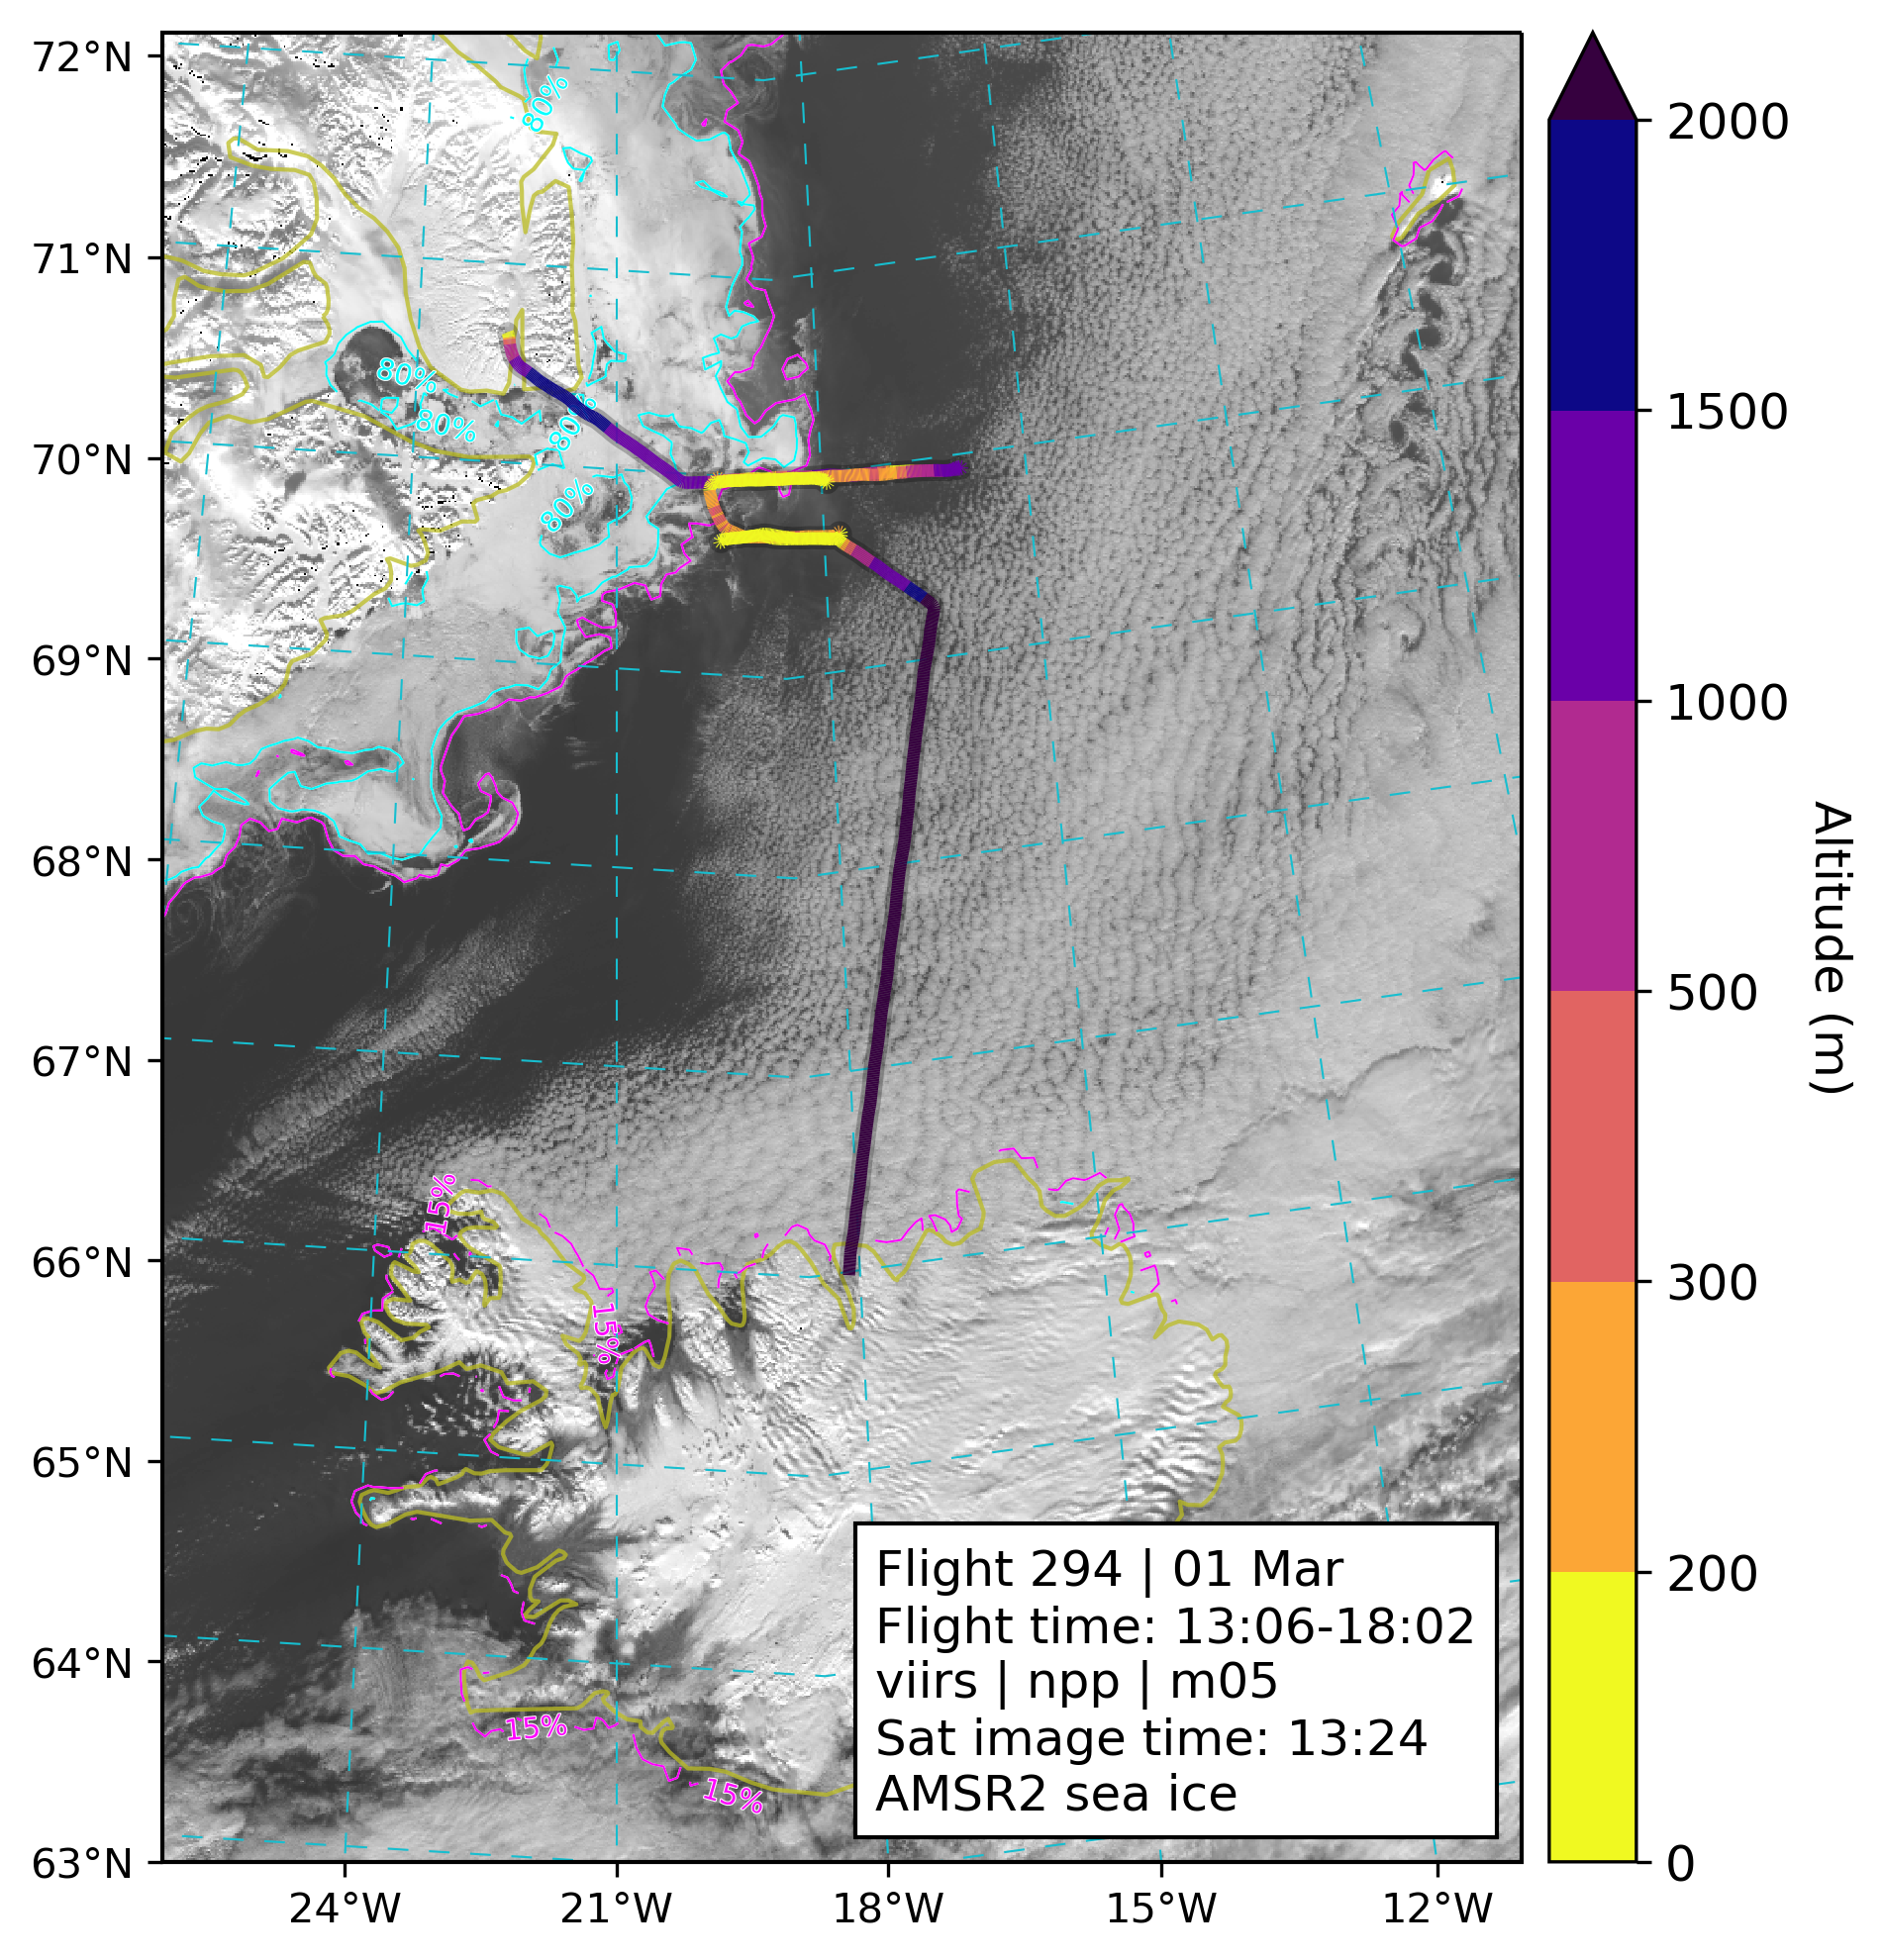 72°N
71°N
70°N
69°N
68°N
67°N
66°N
65°N
64°N
63°N
24°W
21°W
18°W
15°W
12°W
80%
80%
80%
80%
80%
15%
15%
15%
15%
Flight 294 | 01 Mar
Flight time: 13:06-18:02
viirs | npp | m05
Sat image time: 13:24
AMSR2 sea ice
2000
1500
1000
500
300
200
0
Altitude (m)